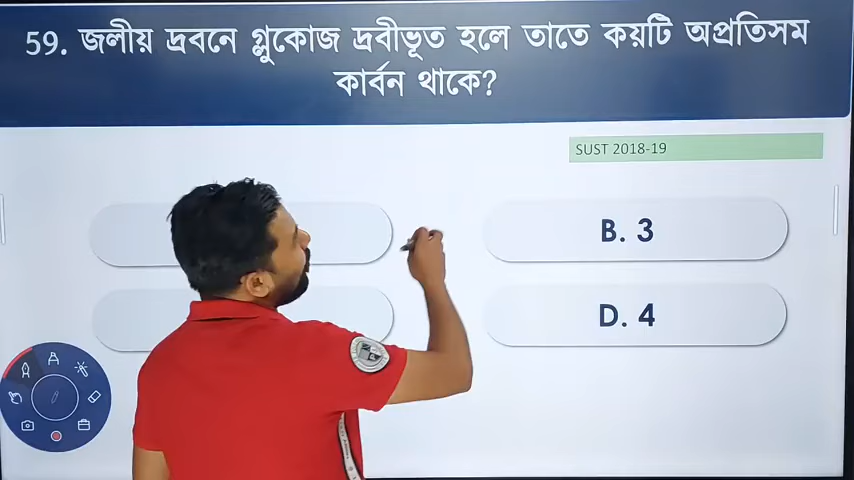 59. জলীয় দ্রবনে গ্লুকোজ দ্রবীভূত হলে তাতে কয়টি অপ্রতিসম
কার্বন থাকে?
SUST 2018-19
B. 3
D. 4